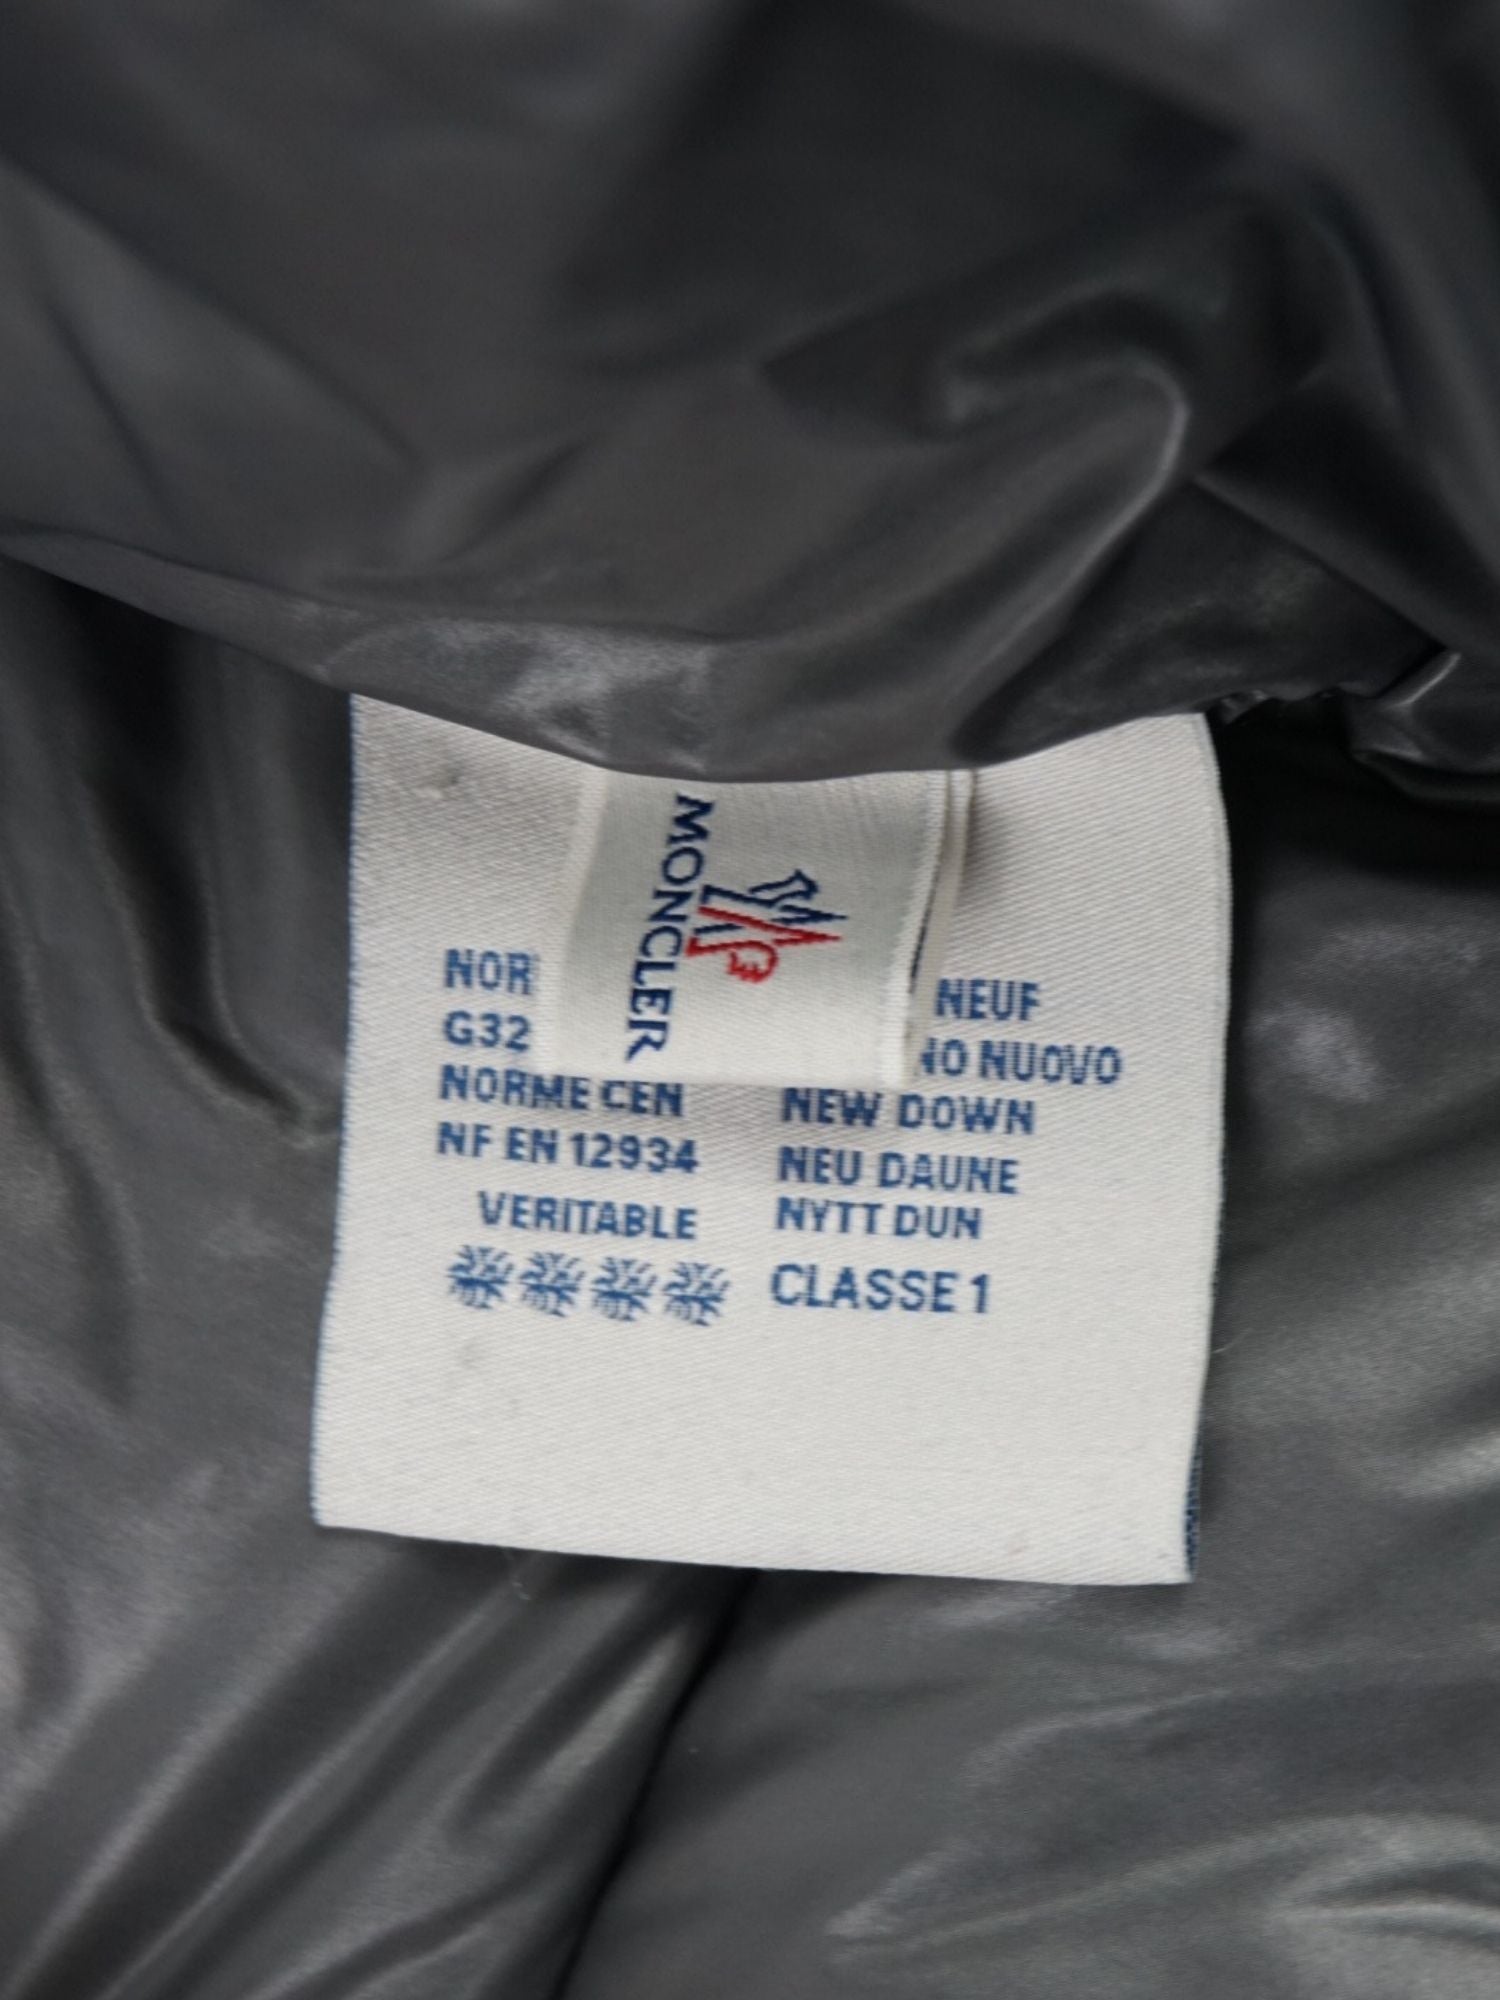 MONCLER
NOR
G32
NORME CEN
NF EN 12934
VERITABLE
NEUF
NO NUOVO
NEW DOWN
NEU DAUNE
NYTT DUN
CLASSE 1